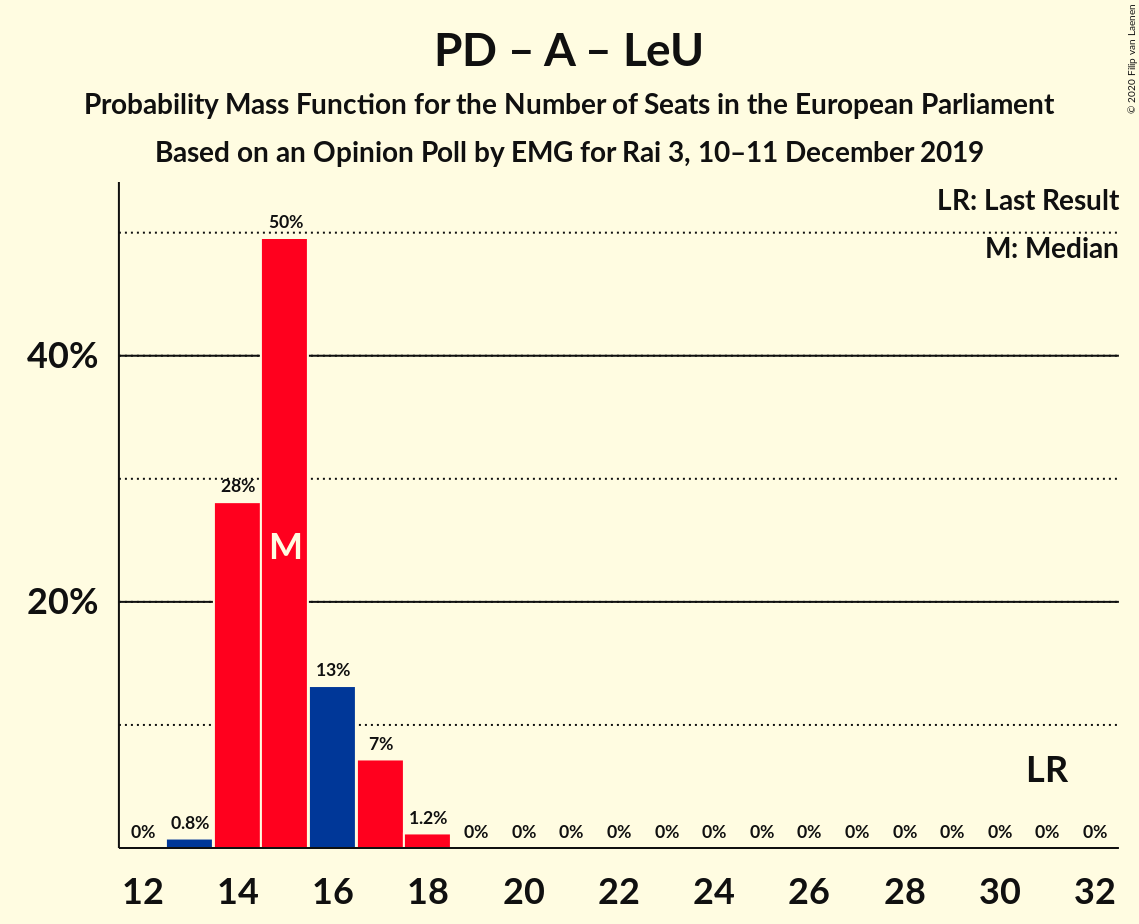 PD – A – LeU
Probability Mass Function for the Number of Seats in the European Parliament
Based on an Opinion Poll by EMG for Rai 3, 10–11 December 2019
© 2020 Filip van Laenen
LR: Last Result
M: Median
40%
20%
0% 0.8% 28% 50% 13% 7% 1.2% 0% 0% 0% 0% 0% 0% 0% 0% 0% 0% 0% 0% 0% 0%
M
LR
12 14 16 18 20 22 24 26 28 30 32